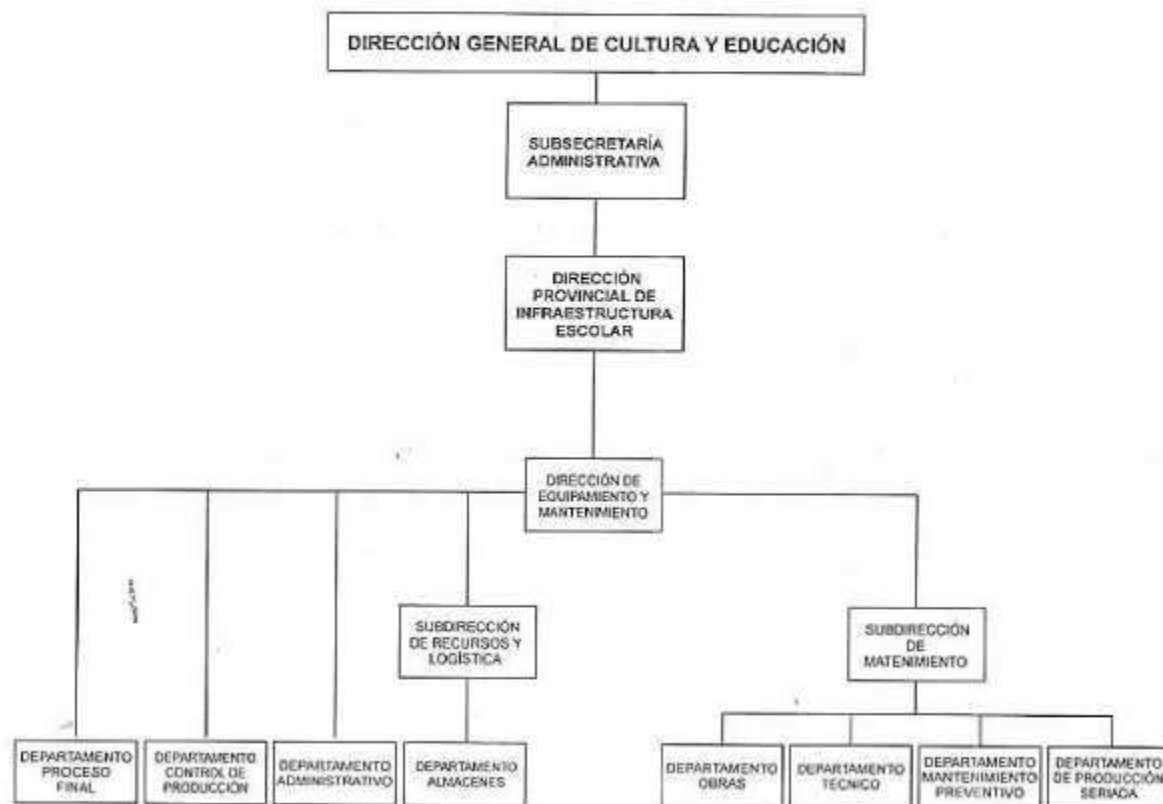 DIRECCIÓN GENERAL DE CULTURA Y EDUCACIÓN
SUBSECRETARÍA
ADMINISTRATIVA
DIRECCIÓN
PROVINCIAL DE
INFRAESTRUCTURA
ESCOLAR
DIRECCIÓN DE
EQUIPAMIENTO Y
MANTENIMIENTO
SUBDIRECCIÓN
DE RECURSOS Y
LOGÍSTICA
SUBDIRECCIÓN
DE
MATENIMIENTO
DEPARTAMENTO
PROCESO
FINAL
DEPARTAMENTO
CONTROL DE
PRODUCCIÓN
DEPARTAMENTO
ADMINISTRATIVO
DEPARTAMENTO
ALMACENES
DEPARTAMENTO
OBRAS
DEPARTAMENTO
TECNICO
DEPARTAMENTO
MANTENIMIENTO
PREVENTIVO
DEPARTAMENTO
DE PRODUCCIÓN
SERIADA